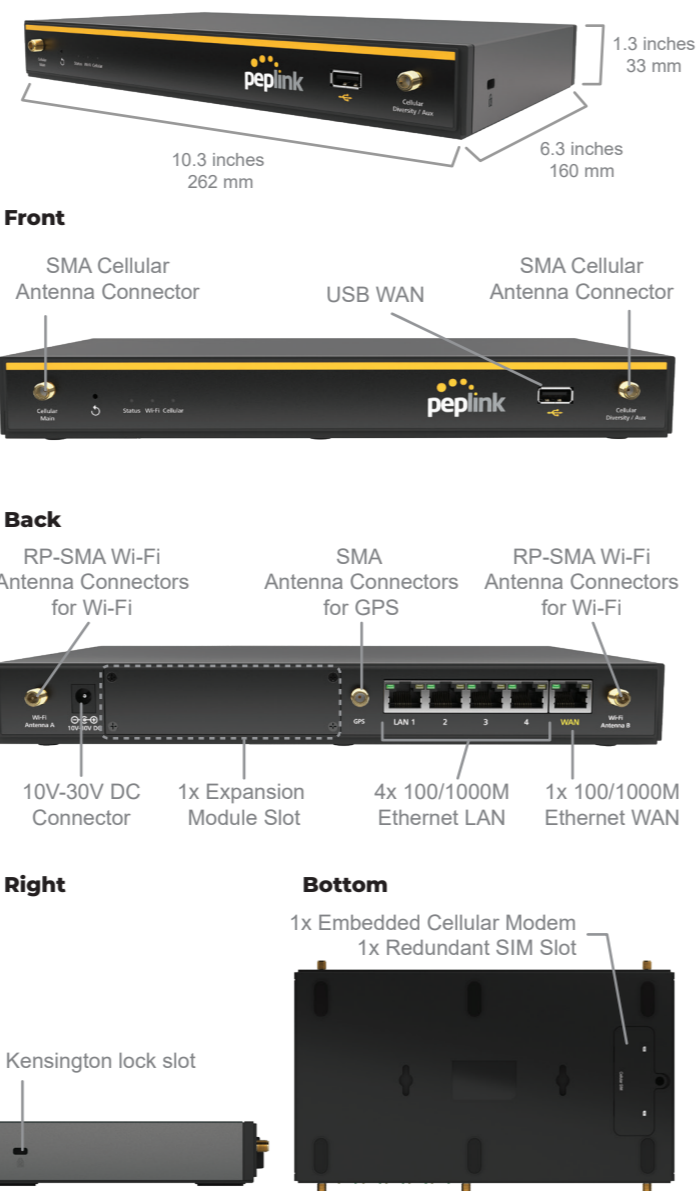 1.3 inches
33 mm
peplink
Cellular
Diversity / Aux
10.3 inches
262 mm
6.3 inches
160 mm
Front
SMA Cellular
Antenna Connector
USB WAN
SMA Cellular
Antenna Connector
Cellular
Main
Status Wi-Fi Cellular
peplink
Cellular
Diversity / Aux
Back
RP-SMA Wi-Fi
Antenna Connectors
for Wi-Fi
SMA
Antenna Connectors
for GPS
RP-SMA Wi-Fi
Antenna Connectors
for Wi-Fi
Wi-Fi
Antenna A
10V-30V DC
GPS
LAN 1 2 3 4 WAN
Wi-Fi
Antenna B
10V-30V DC
Connector
1x Expansion
Module Slot
4x 100/1000M
Ethernet LAN
1x 100/1000M
Ethernet WAN
Right
Bottom
1x Embedded Cellular Modem
1x Redundant SIM Slot
Kensington lock slot